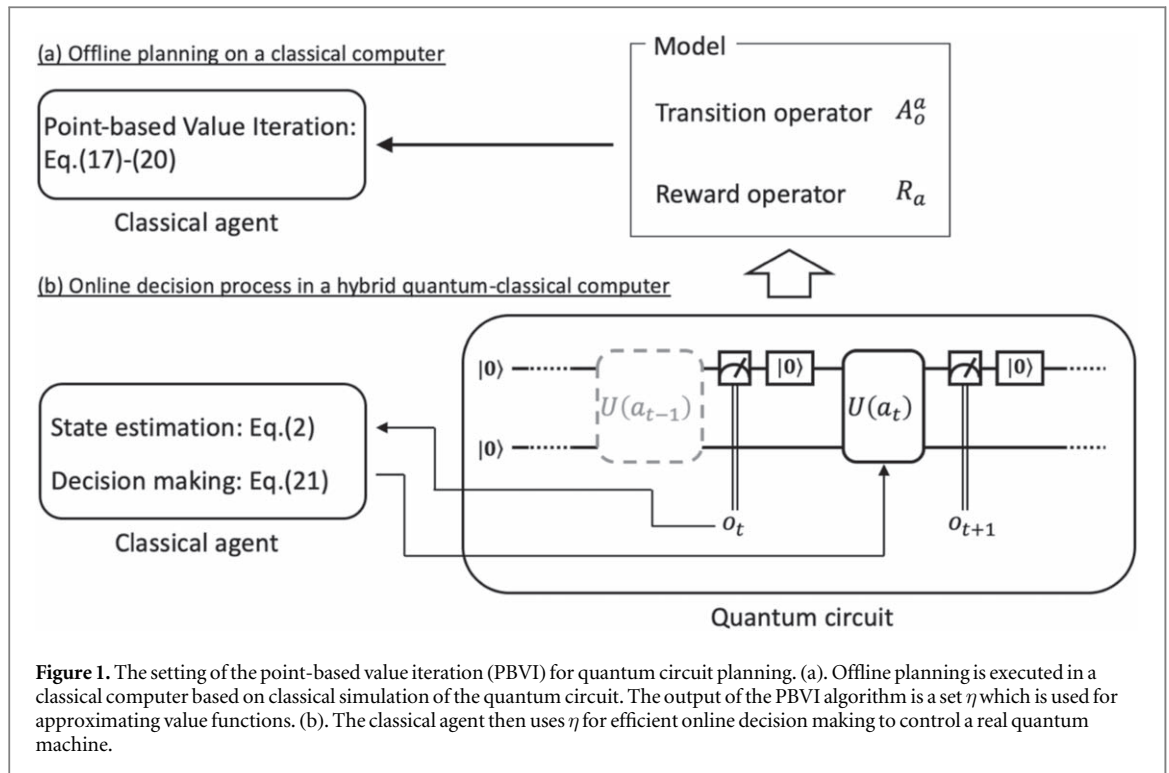 (a) Offline planning on a classical computer
Point-based Value Iteration:
Eq.(17)-(20)
Classical agent
Model
Transition operator A_o^a
Reward operator R_a
(b) Online decision process in a hybrid quantum-classical computer
State estimation: Eq.(2)
Decision making: Eq.(21)
Classical agent
|0⟩
U(a_{t−1})
|0⟩
U(a_t)
|0⟩
|0⟩
o_t
o_{t+1}
Quantum circuit
Figure 1. The setting of the point-based value iteration (PBVI) for quantum circuit planning. (a). Offline planning is executed in a
classical computer based on classical simulation of the quantum circuit. The output of the PBVI algorithm is a set η which is used for
approximating value functions. (b). The classical agent then uses η for efficient online decision making to control a real quantum
machine.